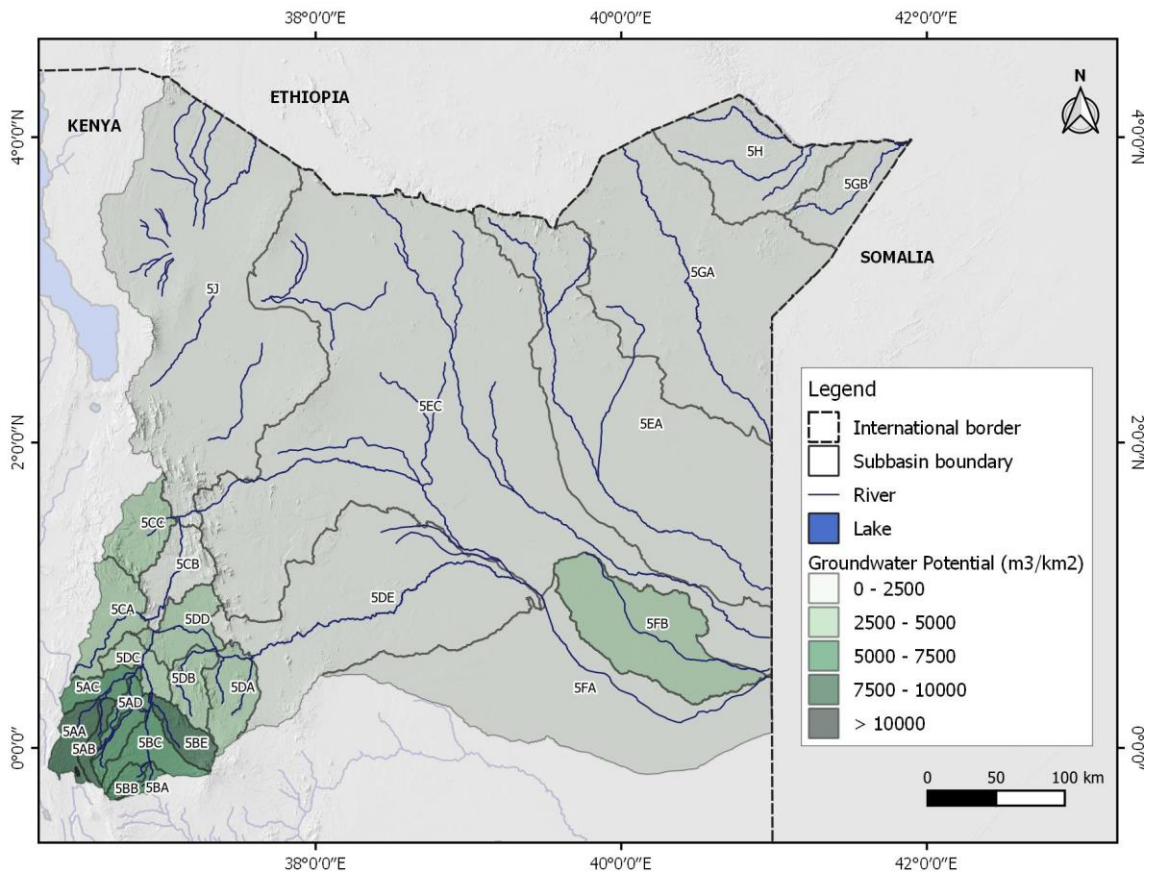 38°0'0"E 40°0'0"E 42°0'0"E
N
ETHIOPIA
KENYA
4°0'0"N 4°0'0"N
5H
5GB
SOMALIA
5GA
5J
Legend
International border
Subbasin boundary
River
Lake
Groundwater Potential (m3/km2)
0 - 2500
2500 - 5000
5000 - 7500
7500 - 10000
> 10000
5EC
5EA
2°0'0"N 2°0'0"N
5CC
5CB
5DE
5CA
5DD
5FB
5DC
5DB
5DA
5FA
5AC
5AD
5AA
5AB
5BC
5BE
0°0'0" 0°0'0"
5BB
5BA
0 50 100 km
38°0'0"E 40°0'0"E 42°0'0"E